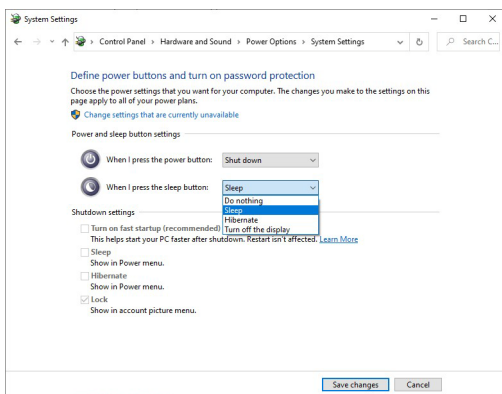 System Settings
Control Panel > Hardware and Sound > Power Options > System Settings
Search C...
Define power buttons and turn on password protection
Choose the power settings that you want for your computer. The changes you make to the settings on this
page apply to all of your power plans.
Change settings that are currently unavailable
Power and sleep button settings
When I press the power button: Shut down
When I press the sleep button: Sleep
Do nothing
Sleep
Hibernate
Turn off the display
Shutdown settings
Turn on fast startup (recommended)
This helps start your PC faster after shutdown. Restart isn't affected. Learn More
Sleep
Show in Power menu.
Hibernate
Show in Power menu.
Lock
Show in account picture menu.
Save changes Cancel